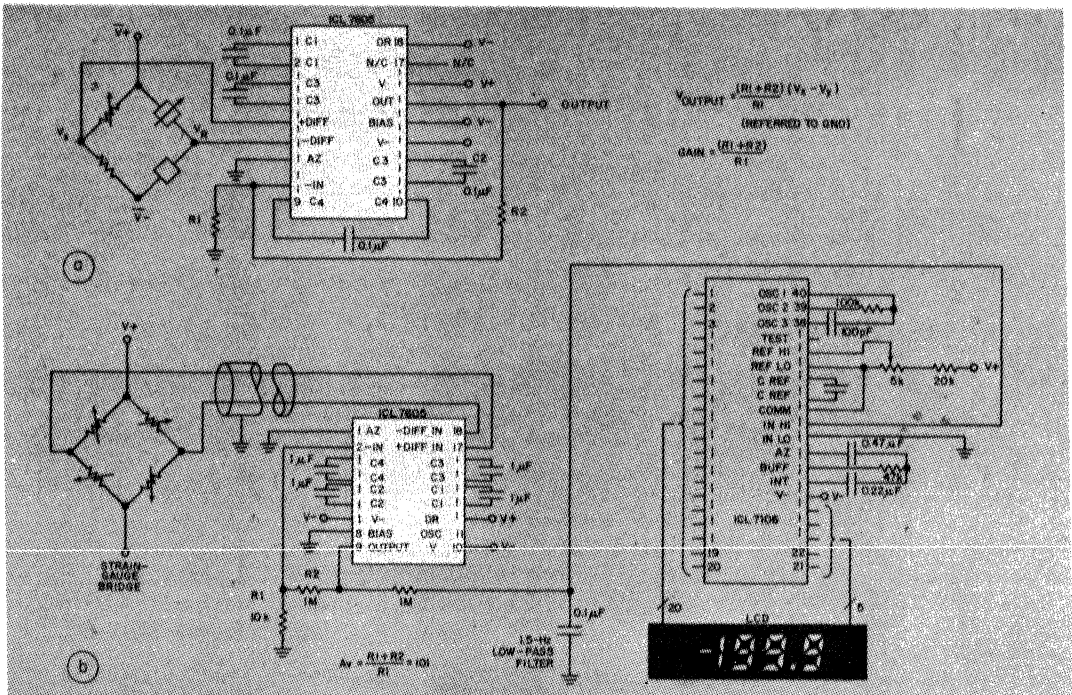 ICL 7605
0.1µF
0.1µF
1 C1
2 C1
C3
C3
+DIFF
-DIFF
AZ
-IN
9 C4
DR 18
N/C 17
V
OUT
BIAS
V-
C3
C3
C4 10
V-
N/C
V+
OUTPUT
V-
V-
C2
0.1µF
0.1µF
R1
R2
V+
V-
a
(R1+R2)
R1
(REFERRED TO GND)
GAIN = (R1+R2)
R1
V+
STRAIN-
GAUGE
BRIDGE
ICL 7605
1 AZ
2 -IN
C4
C4
C2
C2
V-
8 BIAS
9 OUTPUT
-DIFF IN 18
+DIFF IN 17
C3
C3
C1
C1
DR
OSC 11
V 10
1µF
1µF
1µF
1µF
V-
V+
V-
R1
10k
R2
1M
1M
0.1µF
1.5-Hz
LOW-PASS
FILTER
Av = R1+R2 = 101
R1
b
1
2
3
19
20
OSC 1 40
OSC 2 39
OSC 3 38
TEST
REF HI
REF LO
C REF
C REF
COMM
IN HI
IN LO
AZ
BUFF
INT
V-
ICL 7106
22
21
100k
100pF
5k
20k
V+
0.47µF
47k
0.22µF
V-
20
LCD
-199.9